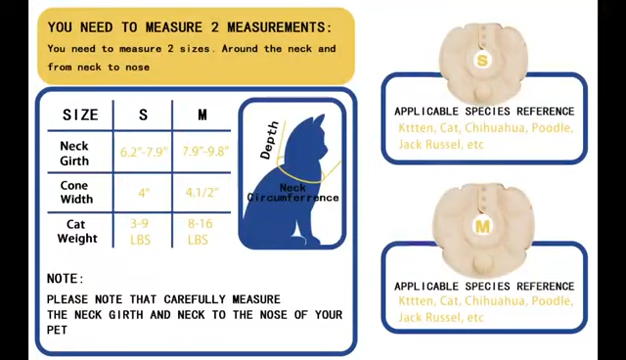 YOU NEED TO MEASURE 2 MEASUREMENTS:
You need to measure 2 sizes. Around the neck and
from neck to nose
SIZE S M
Neck Girth 6.2"-7.9" 7.9"-9.8"
Cone Width 4" 4.1/2"
Cat Weight 3-9 LBS 8-16 LBS
Depth
Neck
Circumferrence
NOTE:
PLEASE NOTE THAT CAREFULLY MEASURE
THE NECK GIRTH AND NECK TO THE NOSE OF YOUR
PET
S
APPLICABLE SPECIES REFERENCE
Kttten, Cat, Chihuahua, Poodle,
Jack Russel, etc
M
APPLICABLE SPECIES REFERENCE
Kttten, Cat, Chihuahua, Poodle,
Jack Russel, etc